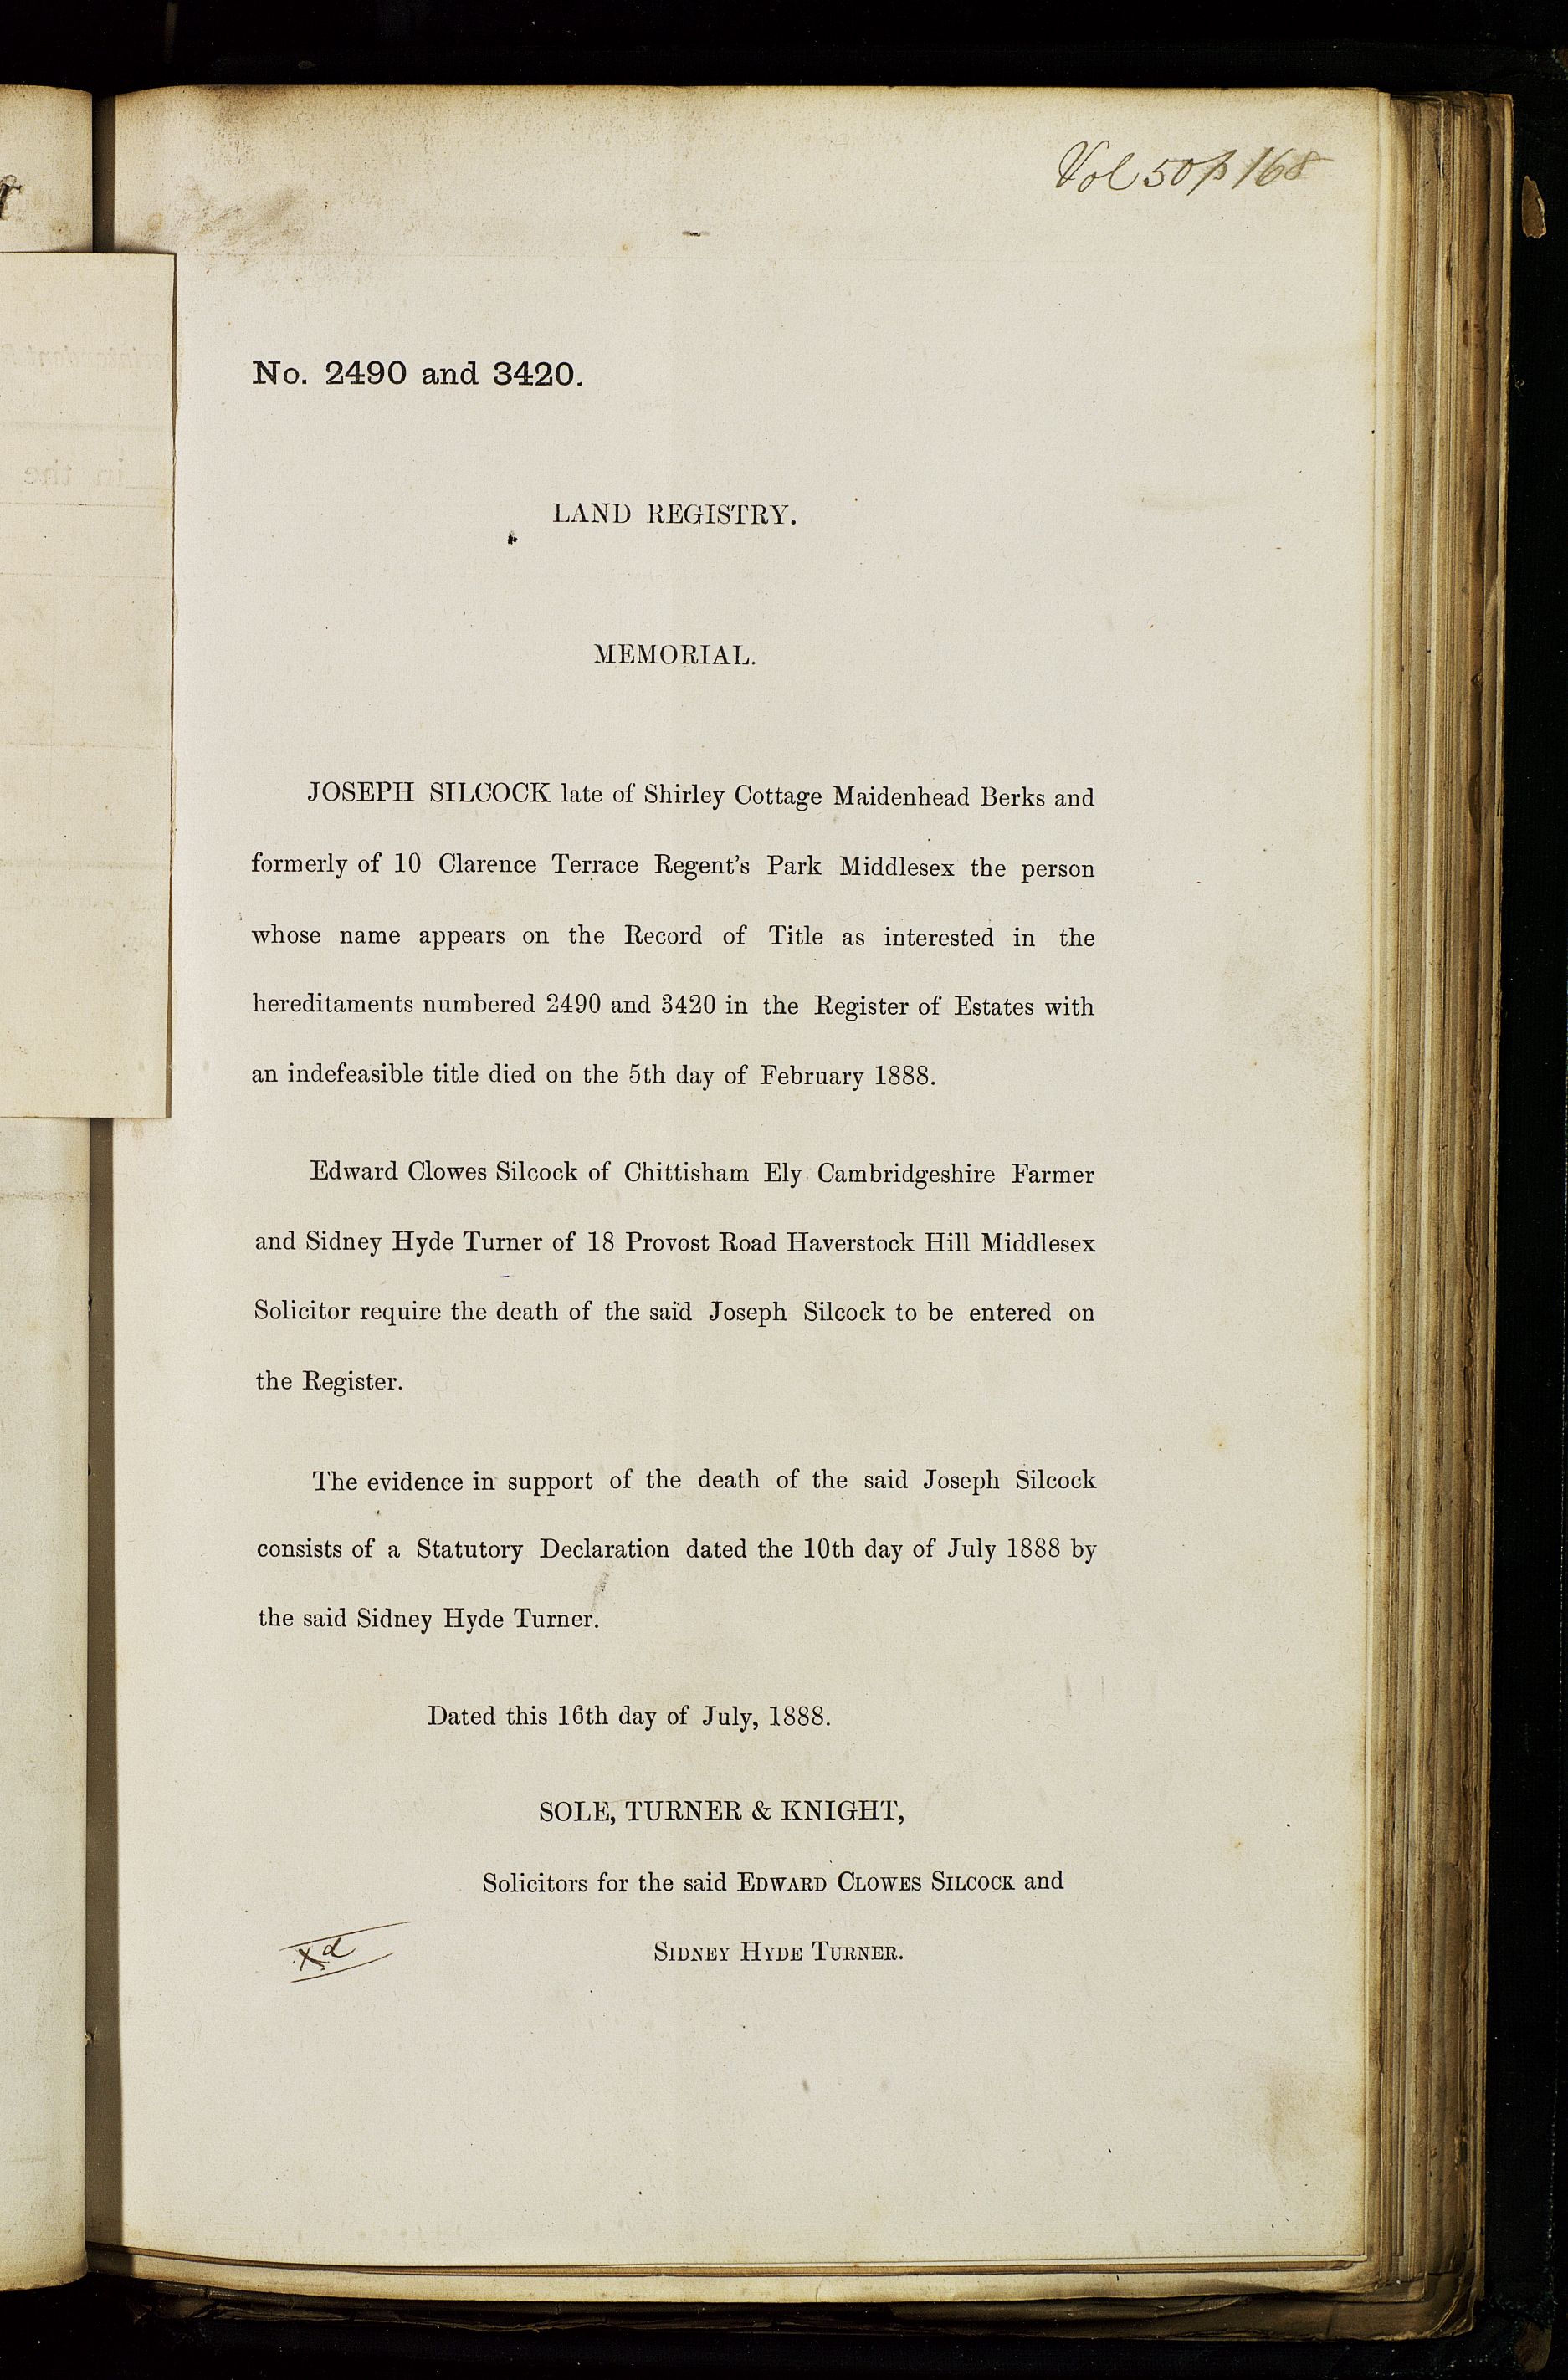 Vol 50 p 168
No. 2490 and 3420.
LAND REGISTRY.
MEMORIAL.
JOSEPH SILCOCK late of Shirley Cottage Maidenhead Berks and
formerly of 10 Clarence Terrace Regent's Park Middlesex the person
whose name appears on the Record of Title as interested in the
hereditaments numbered 2490 and 3420 in the Register of Estates with
an indefeasible title died on the 5th day of February 1888.
Edward Clowes Silcock of Chittisham Ely Cambridgeshire Farmer
and Sidney Hyde Turner of 18 Provost Road Haverstock Hill Middlesex
Solicitor require the death of the said Joseph Silcock to be entered on
the Register.
The evidence in support of the death of the said Joseph Silcock
consists of a Statutory Declaration dated the 10th day of July 1888 by
the said Sidney Hyde Turner.
Dated this 16th day of July, 1888.
SOLE, TURNER & KNIGHT,
Solicitors for the said EDWARD CLOWES SILCOCK and
SIDNEY HYDE TURNER.
xd